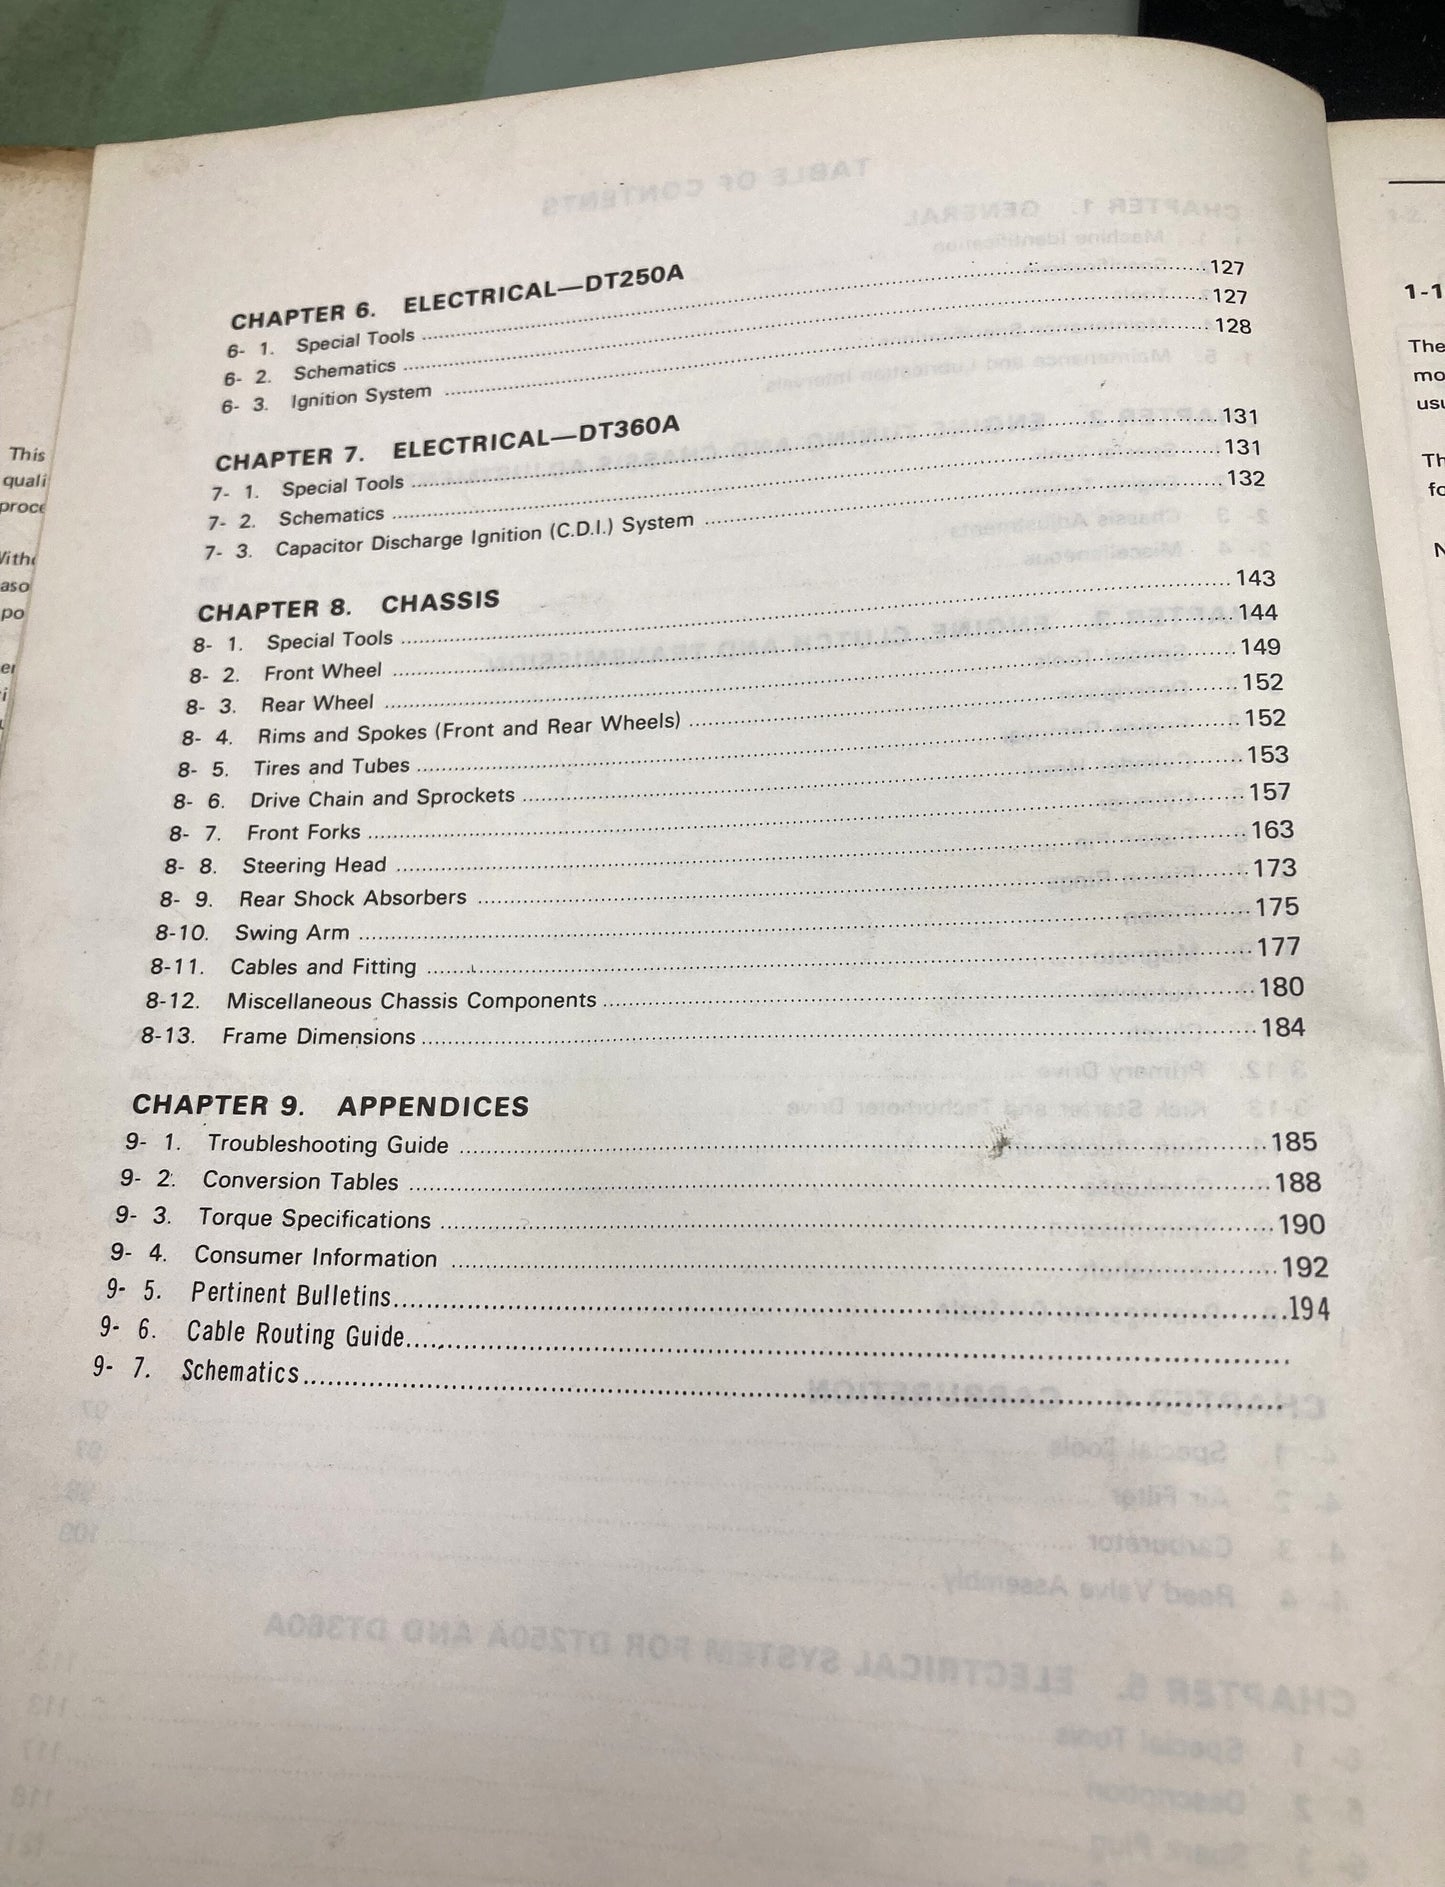 CHAPTER 6. ELECTRICAL—DT250A
6- 1. Special Tools ........ 127
6- 2. Schematics ........ 127
6- 3. Ignition System ........ 128
CHAPTER 7. ELECTRICAL—DT360A
7- 1. Special Tools ........ 131
7- 2. Schematics ........ 131
7- 3. Capacitor Discharge Ignition (C.D.I.) System ........ 132
CHAPTER 8. CHASSIS
8- 1. Special Tools ........ 143
8- 2. Front Wheel ........ 144
8- 3. Rear Wheel ........ 149
8- 4. Rims and Spokes (Front and Rear Wheels) ........ 152
8- 5. Tires and Tubes ........ 152
8- 6. Drive Chain and Sprockets ........ 153
8- 7. Front Forks ........ 157
8- 8. Steering Head ........ 163
8- 9. Rear Shock Absorbers ........ 173
8-10. Swing Arm ........ 175
8-11. Cables and Fitting ........ 177
8-12. Miscellaneous Chassis Components ........ 180
8-13. Frame Dimensions ........ 184
CHAPTER 9. APPENDICES
9- 1. Troubleshooting Guide ........ 185
9- 2. Conversion Tables ........ 188
9- 3. Torque Specifications ........ 190
9- 4. Consumer Information ........ 192
9- 5. Pertinent Bulletins ........ 194
9- 6. Cable Routing Guide ........
9- 7. Schematics ........
This
1-1
The